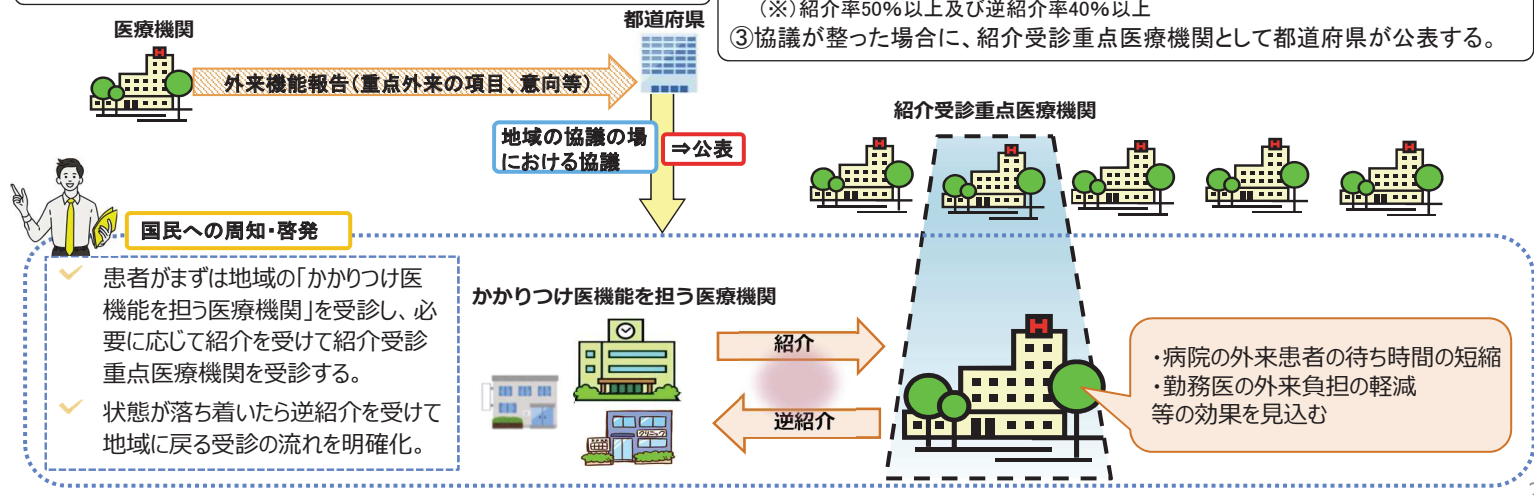 (※)紹介率50%以上及び逆紹介率40%以上
③協議が整った場合に、紹介受診重点医療機関として都道府県が公表する。
医療機関
都道府県
外来機能報告(重点外来の項目、意向等)
地域の協議の場
における協議
⇒公表
紹介受診重点医療機関
国民への周知・啓発
患者がまずは地域の「かかりつけ医
機能を担う医療機関」を受診し、必
要に応じて紹介を受けて紹介受診
重点医療機関を受診する。
状態が落ち着いたら逆紹介を受けて
地域に戻る受診の流れを明確化。
かかりつけ医機能を担う医療機関
クリニック
紹介
逆紹介
・病院の外来患者の待ち時間の短縮
・勤務医の外来負担の軽減
等の効果を見込む
H
H
H
H
H
H
H